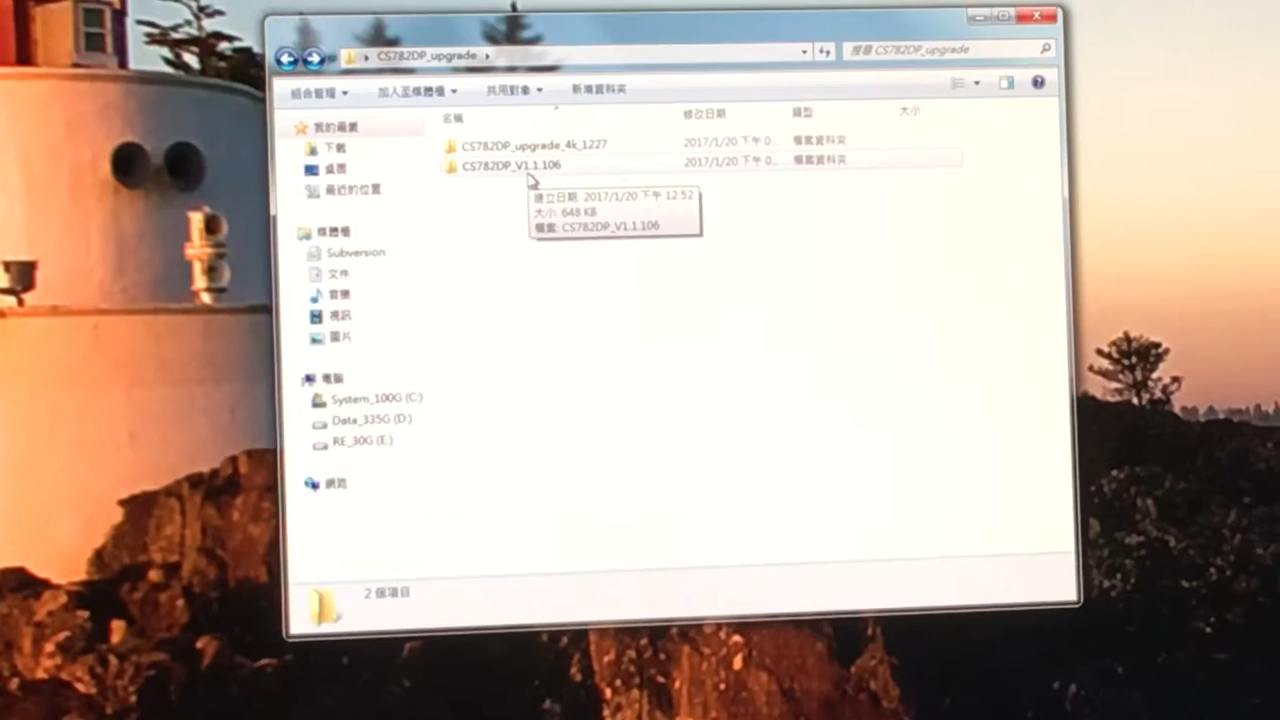 CS782DP_upgrade
搜尋 CS782DP_upgrade
組合管理 加入至媒體櫃 共用對象 新增資料夾
名稱 修改日期 類型 大小
我的最愛
下載
桌面
最近的位置
媒體櫃
Subversion
文件
音樂
視訊
圖片
電腦
System_100G (C:)
Data_335G (D:)
RE_30G (E:)
網路
CS782DP_upgrade_4k_1227 2017/1/20 下午 0... 檔案資料夾
CS782DP_V1.1.106 2017/1/20 下午 0... 檔案資料夾
建立日期: 2017/1/20 下午 12:52
大小: 648 KB
檔案: CS782DP_V1.1.106
2 個項目